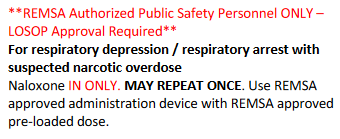 **REMSA Authorized Public Safety Personnel ONLY –
LOSOP Approval Required**
For respiratory depression / respiratory arrest with
suspected narcotic overdose
Naloxone IN ONLY. MAY REPEAT ONCE. Use REMSA
approved administration device with REMSA approved
pre-loaded dose.